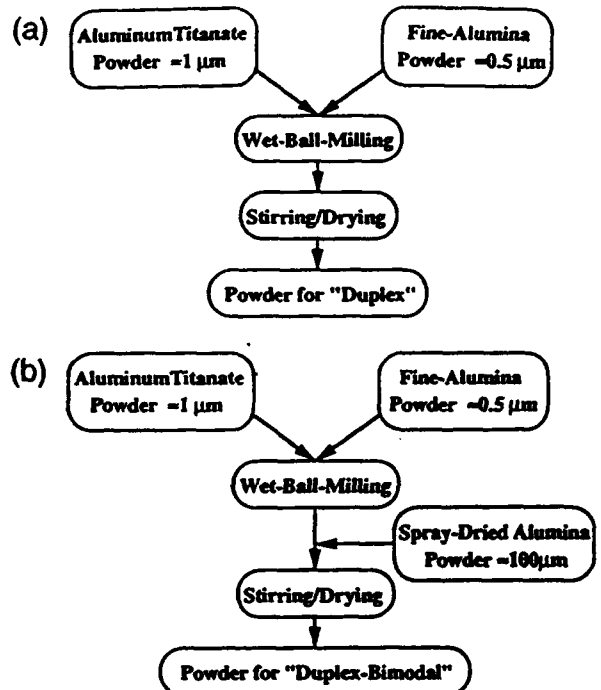 (a)
AluminumTitanate
Powder ≈1 μm
Fine-Alumina
Powder ≈0.5 μm
Wet-Ball-Milling
Stirring/Drying
Powder for "Duplex"
(b)
AluminumTitanate
Powder ≈1 μm
Fine-Alumina
Powder ≈0.5 μm
Wet-Ball-Milling
Spray-Dried Alumina
Powder ≈100μm
Stirring/Drying
Powder for "Duplex-Bimodal"